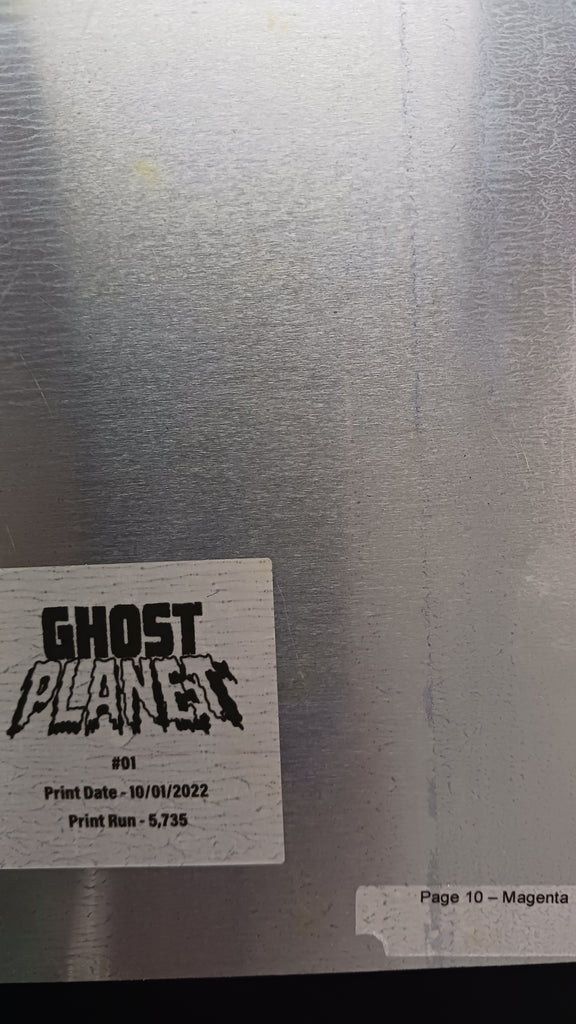 GHOST
PLANET
#01
Print Date - 10/01/2022
Print Run - 5,735
Page 10 – Magenta